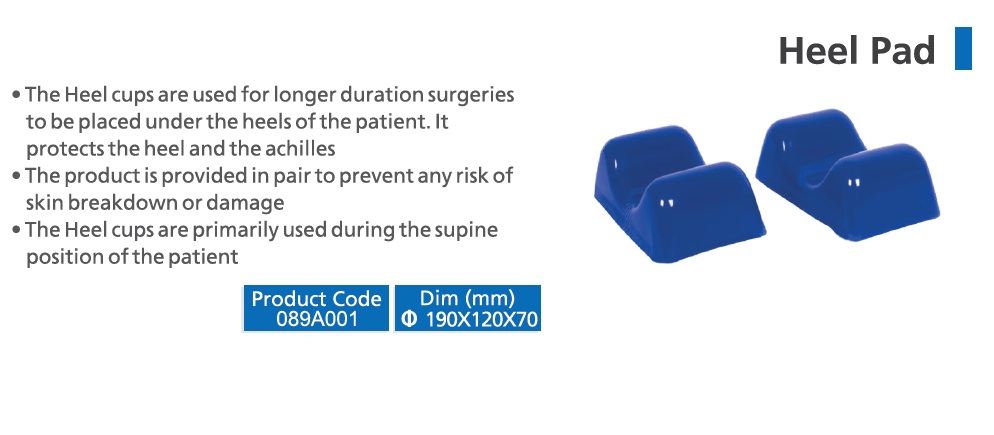 Heel Pad
• The Heel cups are used for longer duration surgeries
to be placed under the heels of the patient. It
protects the heel and the achilles
• The product is provided in pair to prevent any risk of
skin breakdown or damage
• The Heel cups are primarily used during the supine
position of the patient
Product Code
089A001
Dim (mm)
Φ 190X120X70